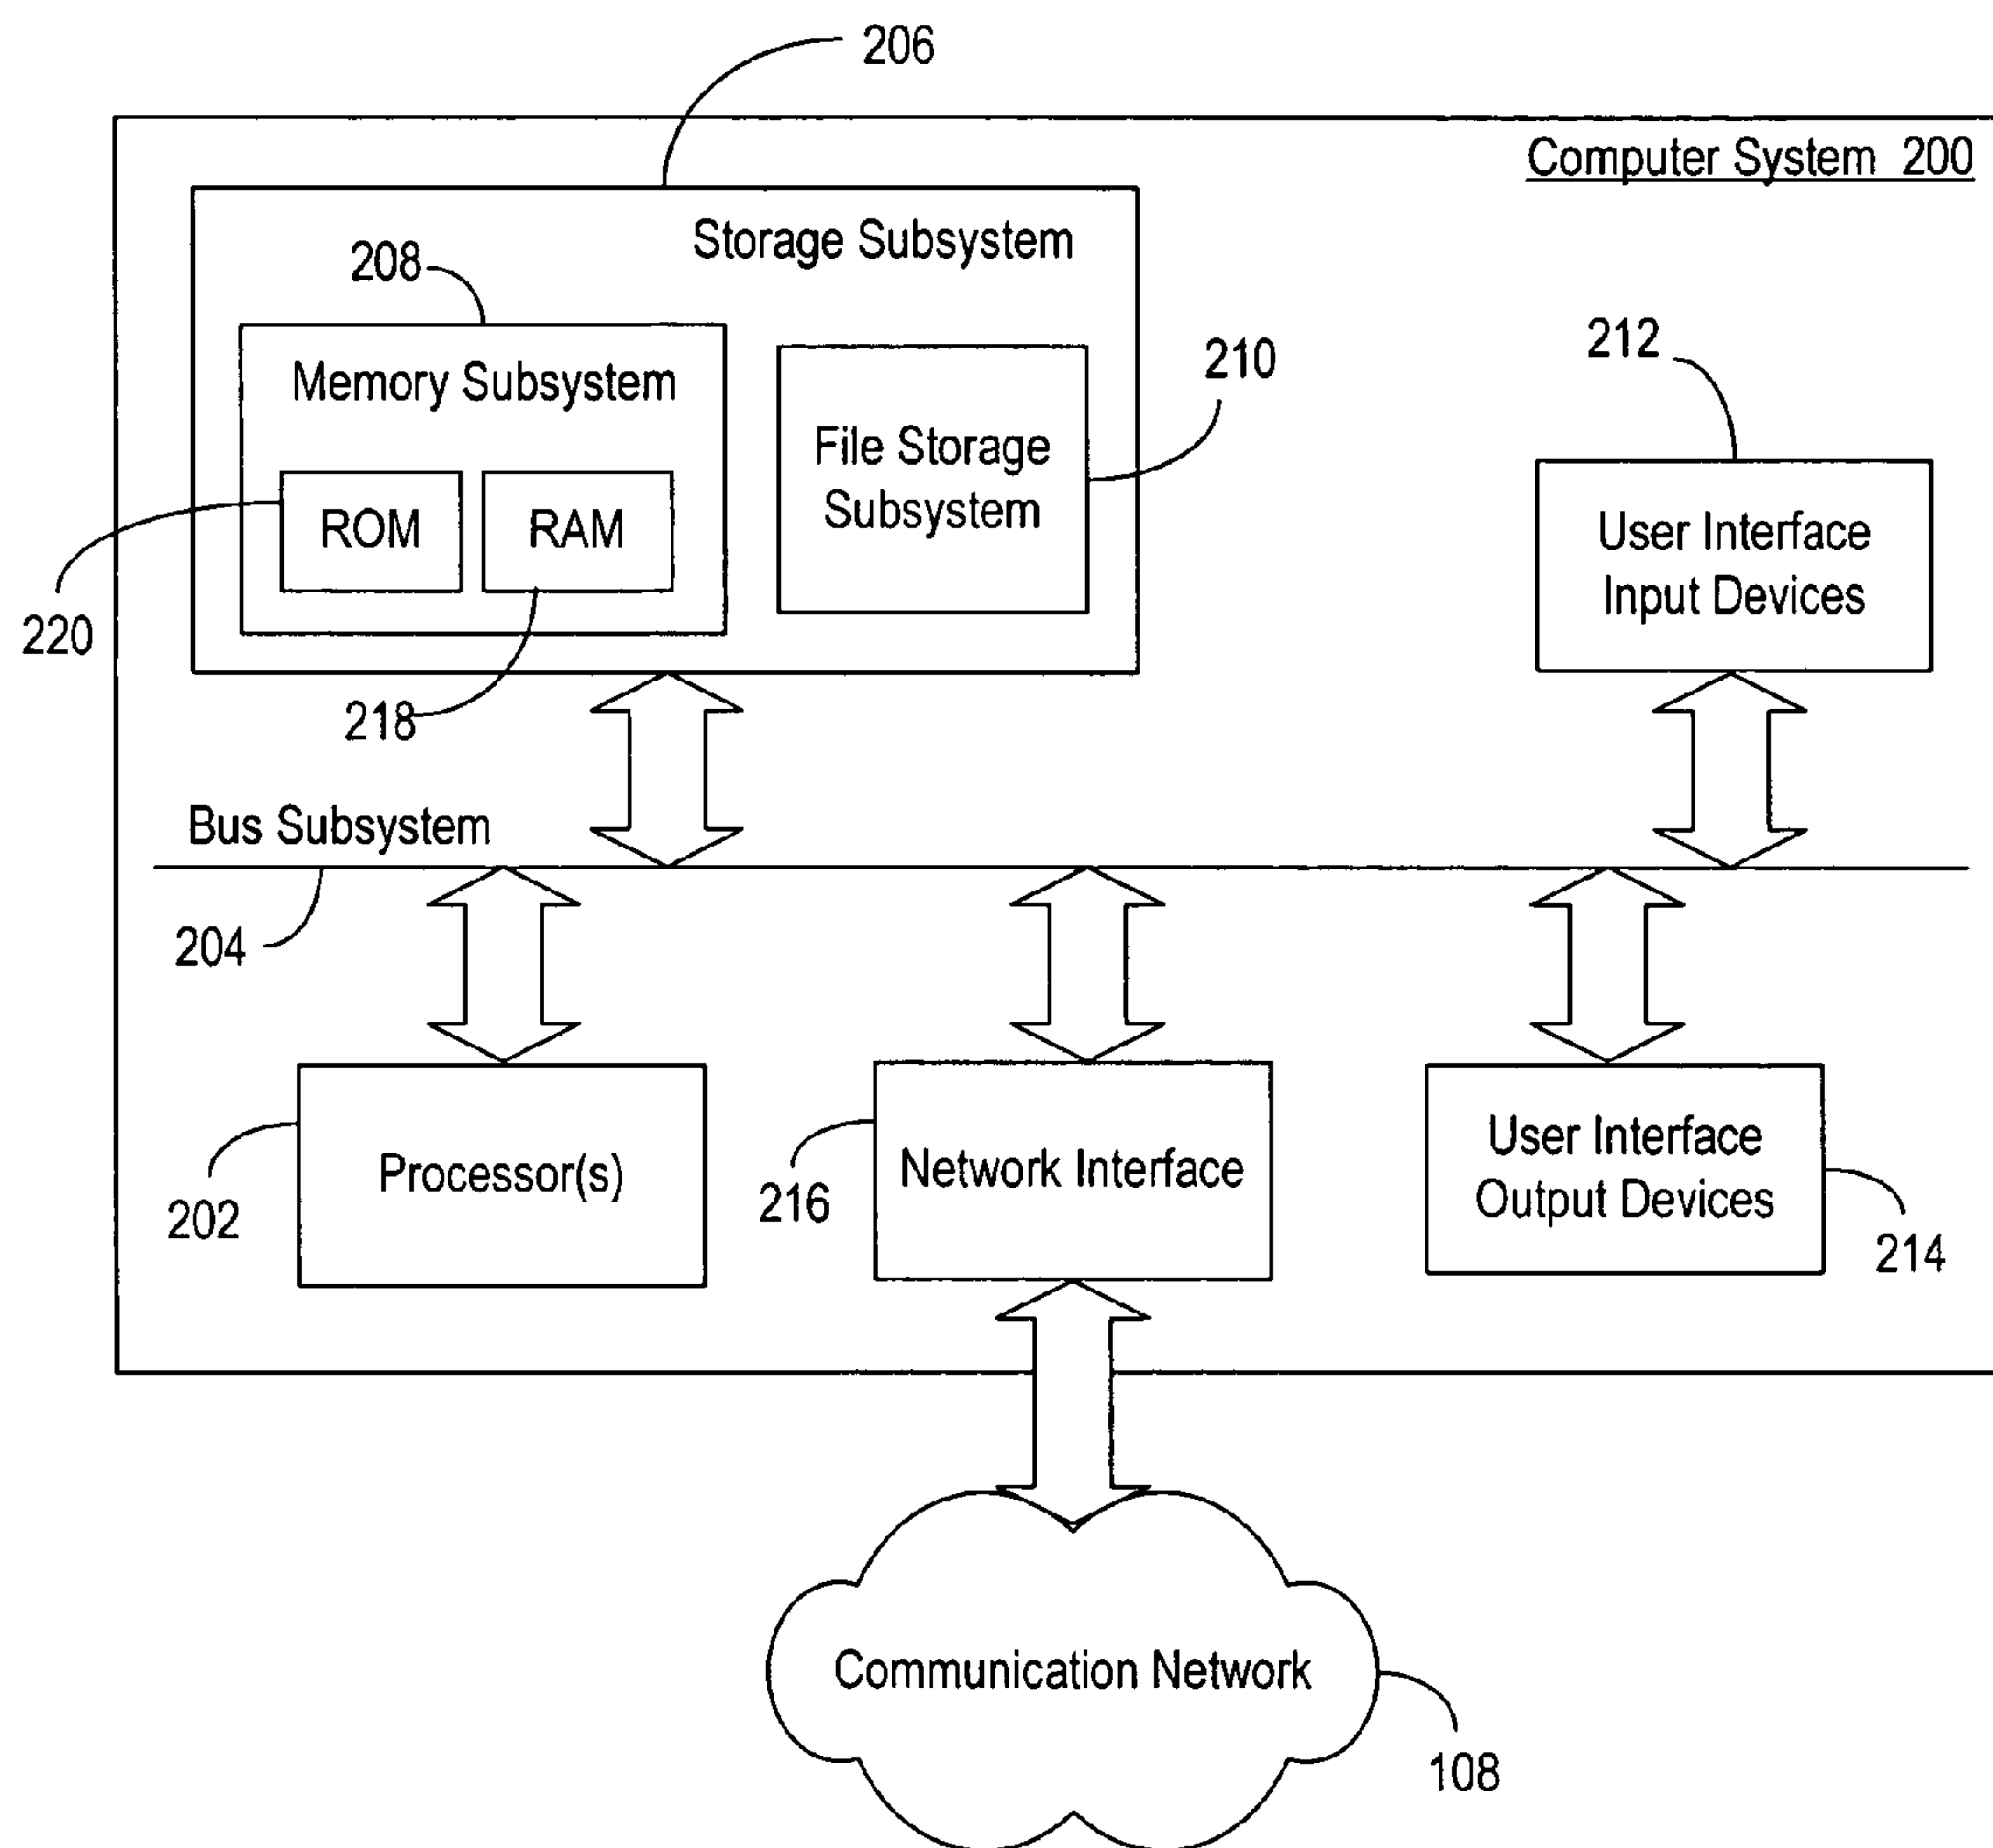 206
Computer System 200
Storage Subsystem
208
Memory Subsystem
210
212
File Storage
Subsystem
ROM
RAM
User Interface
Input Devices
220
218
Bus Subsystem
204
Processor(s)
202
Network Interface
216
User Interface
Output Devices
214
Communication Network
108